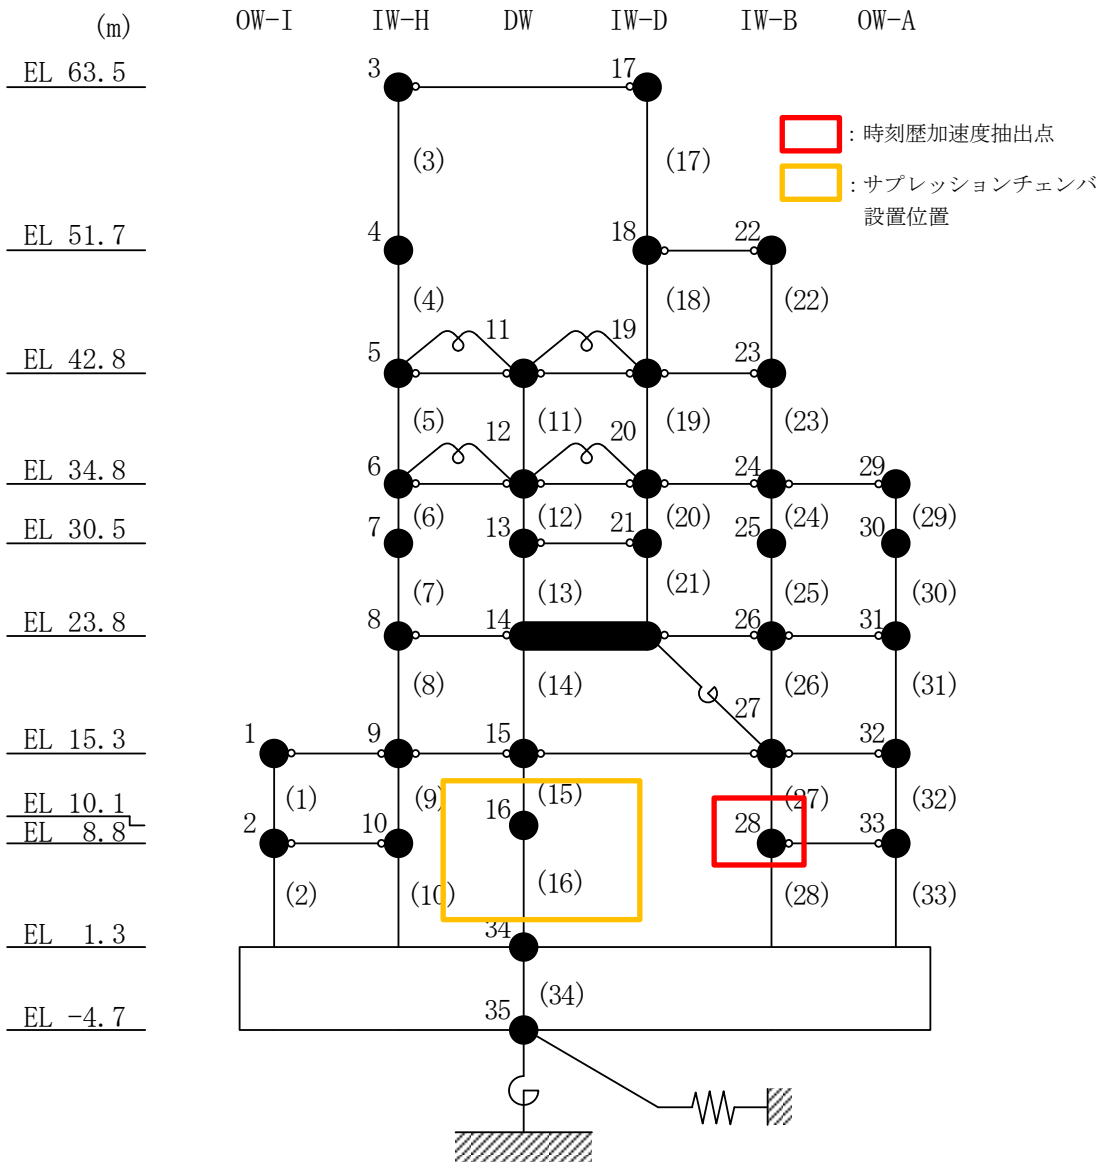 (m) OW-I IW-H DW IW-D IW-B OW-A
EL 63.5 3 17
: 時刻歴加速度抽出点
(3) (17)
: サプレッションチェンバ
設置位置
EL 51.7 4 18 22
(4) (18) (22)
EL 42.8 5 11 19 23
(5) (11) (19) (23)
EL 34.8 6 12 20 24 29
(6) (12) (20) (24) (29)
EL 30.5 7 13 21 25 30
(7) (13) (21) (25) (30)
EL 23.8 8 14 26 31
(8) (14) (26) (31)
EL 15.3 1 9 15 27 32
(1) (9) (15) (27) (32)
EL 10.1 16
EL 8.8 2 10 28 33
(2) (10) (16) (28) (33)
EL 1.3 34
(34)
EL -4.7 35